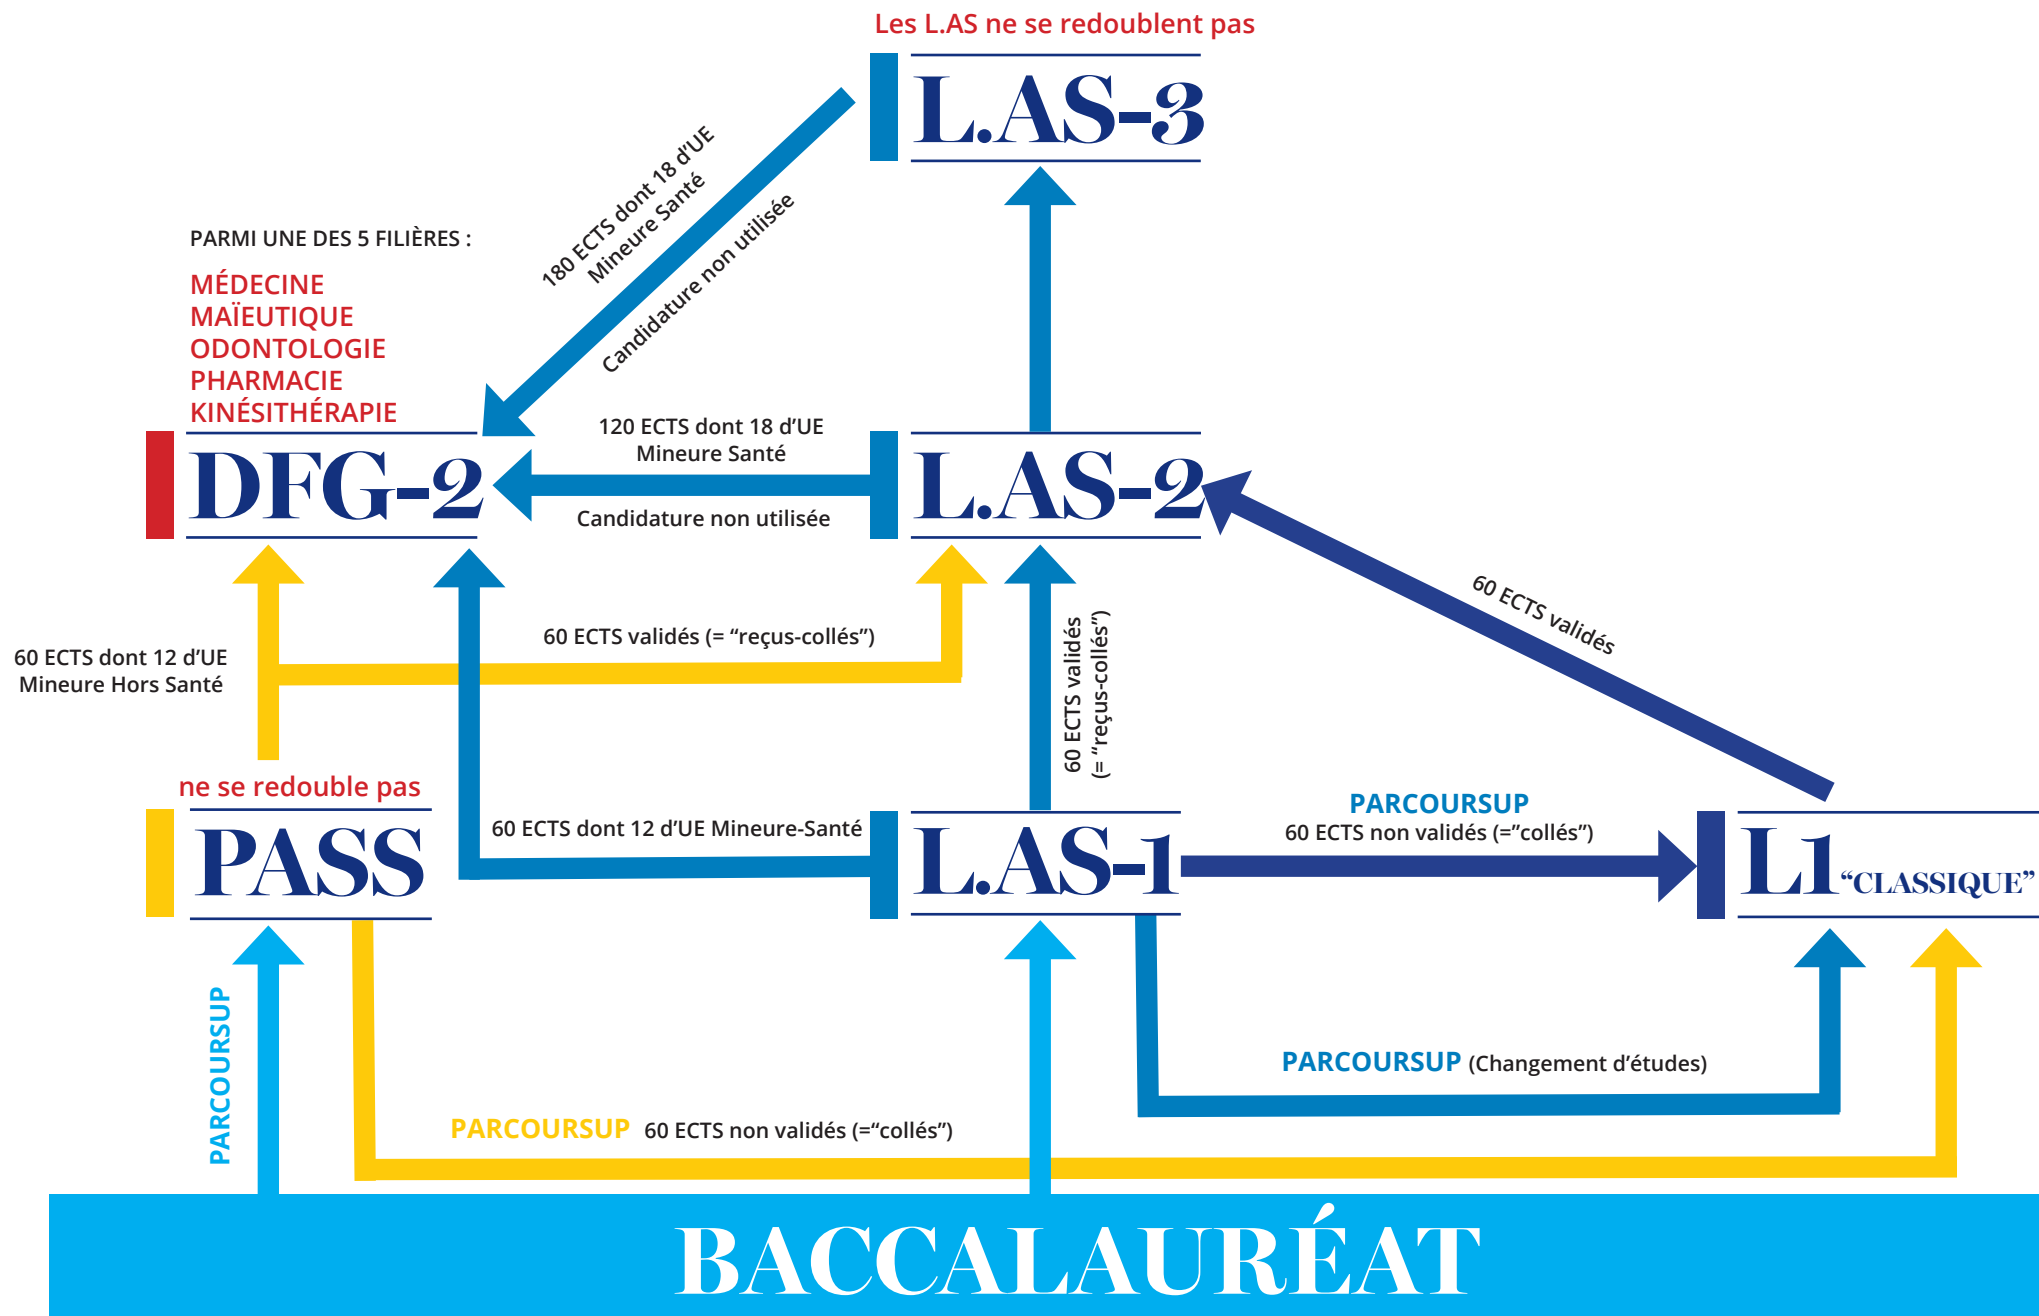 Les L.AS ne se redoublent pas
L.AS-3
180 ECTS dont 18 d’UE
Mineure Santé
Candidature non utilisée
PARMI UNE DES 5 FILIÈRES :
MÉDECINE
MAÏEUTIQUE
ODONTOLOGIE
PHARMACIE
KINÉSITHÉRAPIE
DFG-2
120 ECTS dont 18 d’UE
Mineure Santé
Candidature non utilisée
L.AS-2
60 ECTS validés
60 ECTS dont 12 d’UE
Mineure Hors Santé
60 ECTS validés (= “reçus-collés”)
60 ECTS validés
(= “reçus-collés”)
ne se redouble pas
PASS
60 ECTS dont 12 d’UE Mineure-Santé
L.AS-1
PARCOURSUP
60 ECTS non validés (=”collés”)
L1 “CLASSIQUE”
PARCOURSUP
PARCOURSUP (Changement d’études)
PARCOURSUP 60 ECTS non validés (=“collés”)
BACCALAURÉAT